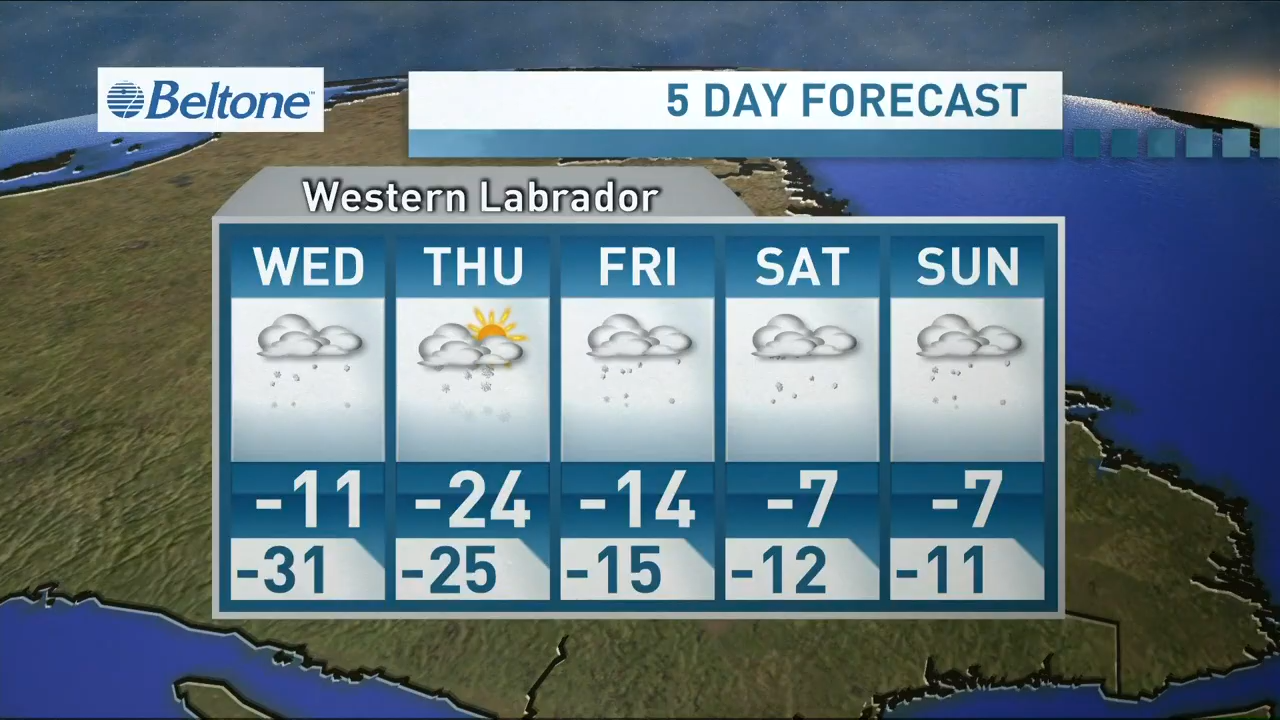 Beltone™
5 DAY FORECAST
Western Labrador
WED THU FRI SAT SUN
-11 -24 -14 -7 -7
-31 -25 -15 -12 -11